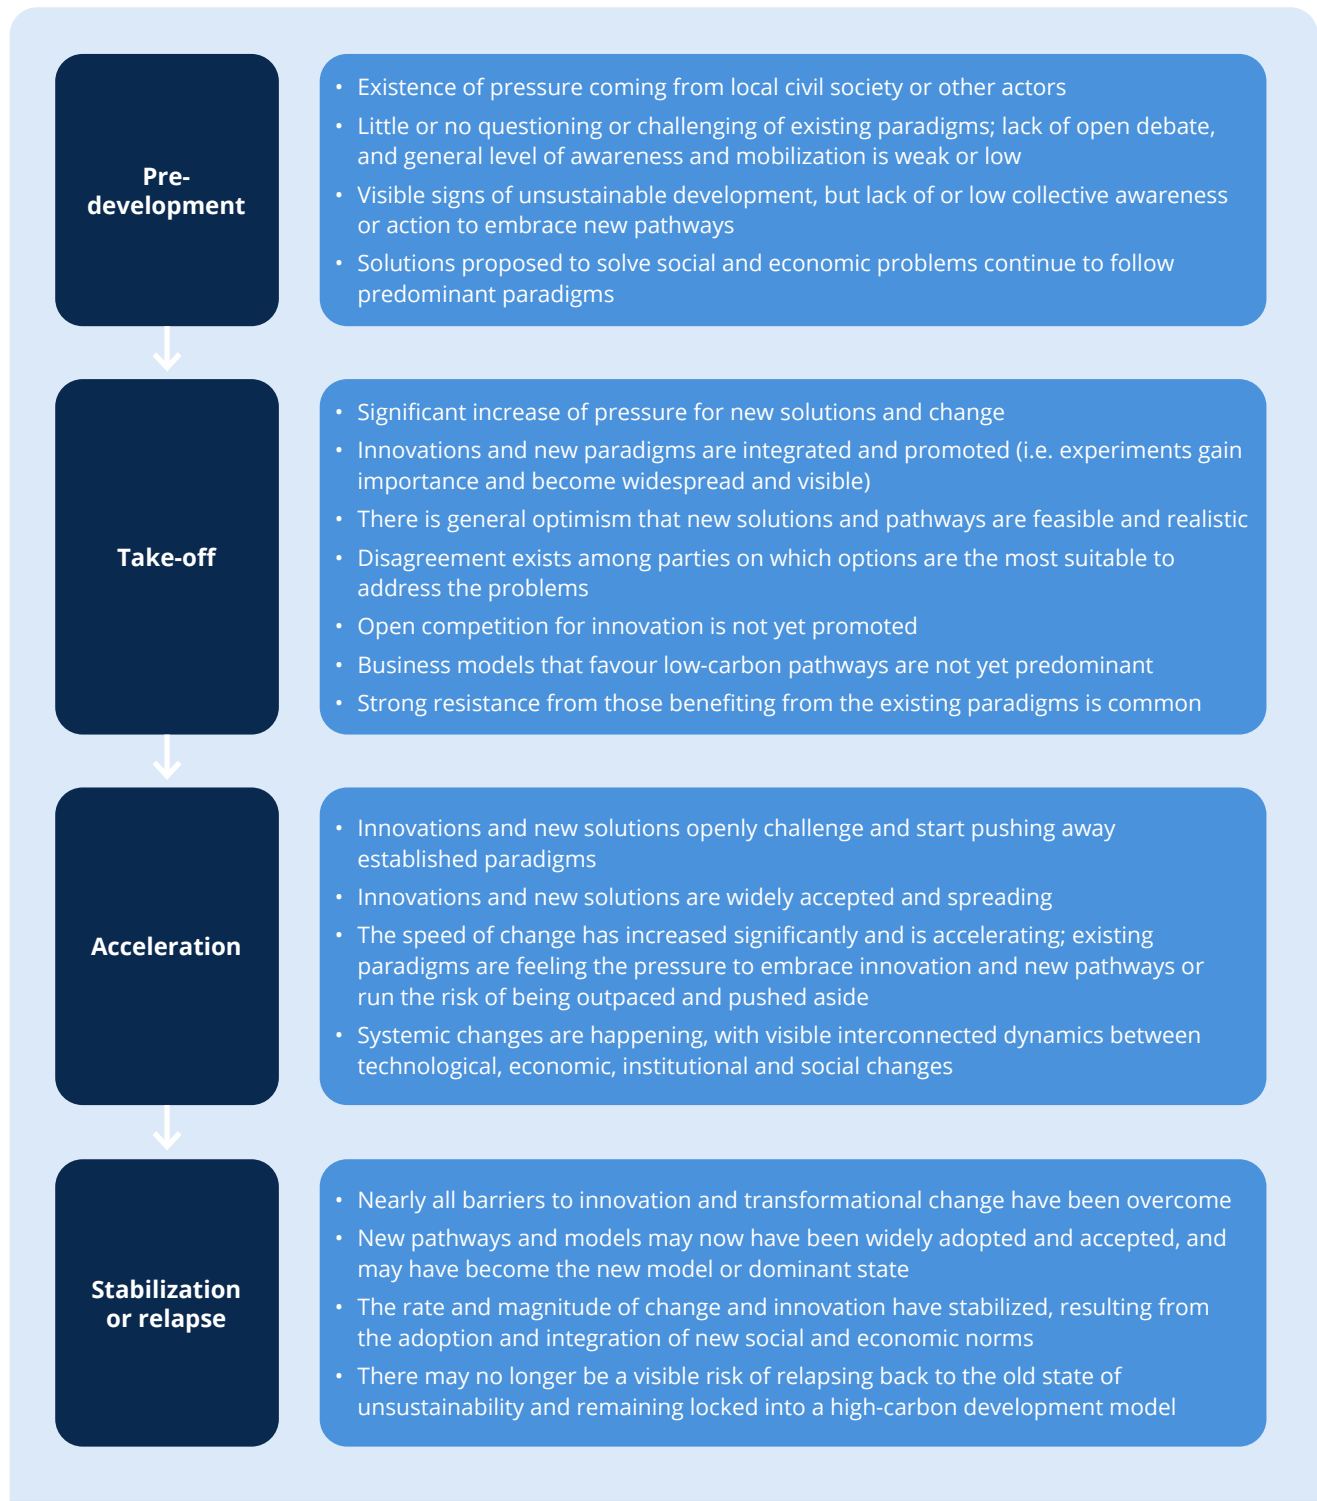 Pre-
development
• Existence of pressure coming from local civil society or other actors
• Little or no questioning or challenging of existing paradigms; lack of open debate,
and general level of awareness and mobilization is weak or low
• Visible signs of unsustainable development, but lack of or low collective awareness
or action to embrace new pathways
• Solutions proposed to solve social and economic problems continue to follow
predominant paradigms
Take-off
• Significant increase of pressure for new solutions and change
• Innovations and new paradigms are integrated and promoted (i.e. experiments gain
importance and become widespread and visible)
• There is general optimism that new solutions and pathways are feasible and realistic
• Disagreement exists among parties on which options are the most suitable to
address the problems
• Open competition for innovation is not yet promoted
• Business models that favour low-carbon pathways are not yet predominant
• Strong resistance from those benefiting from the existing paradigms is common
Acceleration
• Innovations and new solutions openly challenge and start pushing away
established paradigms
• Innovations and new solutions are widely accepted and spreading
• The speed of change has increased significantly and is accelerating; existing
paradigms are feeling the pressure to embrace innovation and new pathways or
run the risk of being outpaced and pushed aside
• Systemic changes are happening, with visible interconnected dynamics between
technological, economic, institutional and social changes
Stabilization
or relapse
• Nearly all barriers to innovation and transformational change have been overcome
• New pathways and models may now have been widely adopted and accepted, and
may have become the new model or dominant state
• The rate and magnitude of change and innovation have stabilized, resulting from
the adoption and integration of new social and economic norms
• There may no longer be a visible risk of relapsing back to the old state of
unsustainability and remaining locked into a high-carbon development model